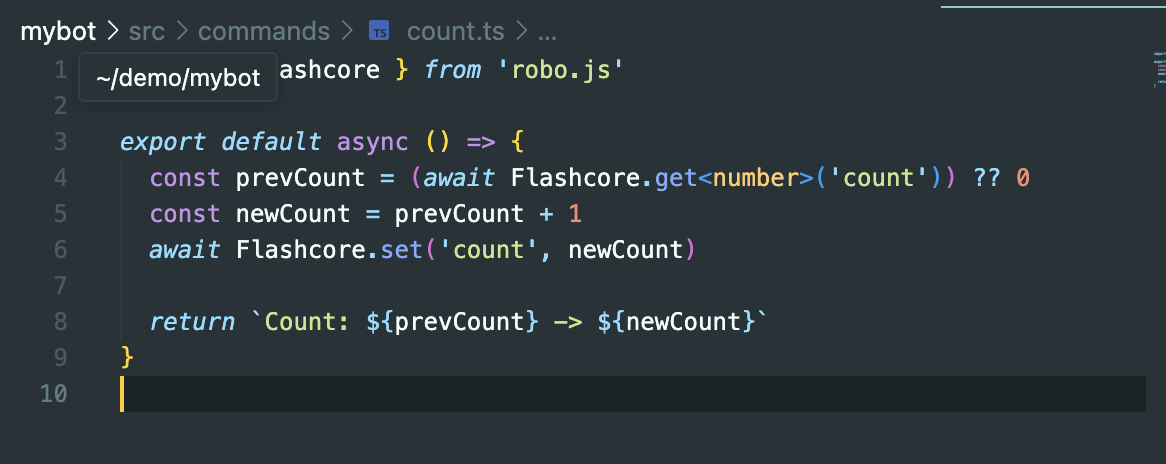 mybot > src > commands > TS count.ts > ...
1 ashcore } from 'robo.js'
~/demo/mybot
2
3 export default async () => {
4 const prevCount = (await Flashcore.get<number>('count')) ?? 0
5 const newCount = prevCount + 1
6 await Flashcore.set('count', newCount)
7
8 return `Count: ${prevCount} -> ${newCount}`
9 }
10